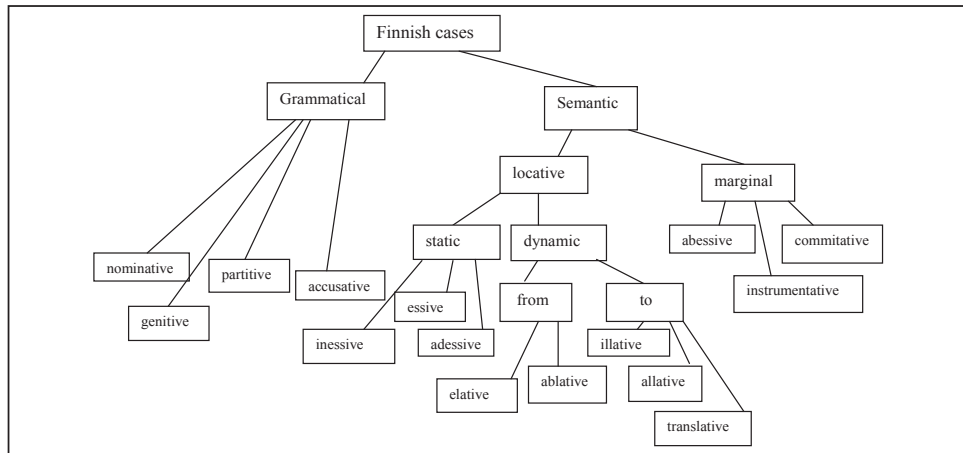 Finnish cases
Grammatical
Semantic
locative
marginal
static
dynamic
abessive
commitative
nominative
partitive
accusative
essive
from
to
instrumentative
genitive
inessive
adessive
illative
elative
ablative
allative
translative